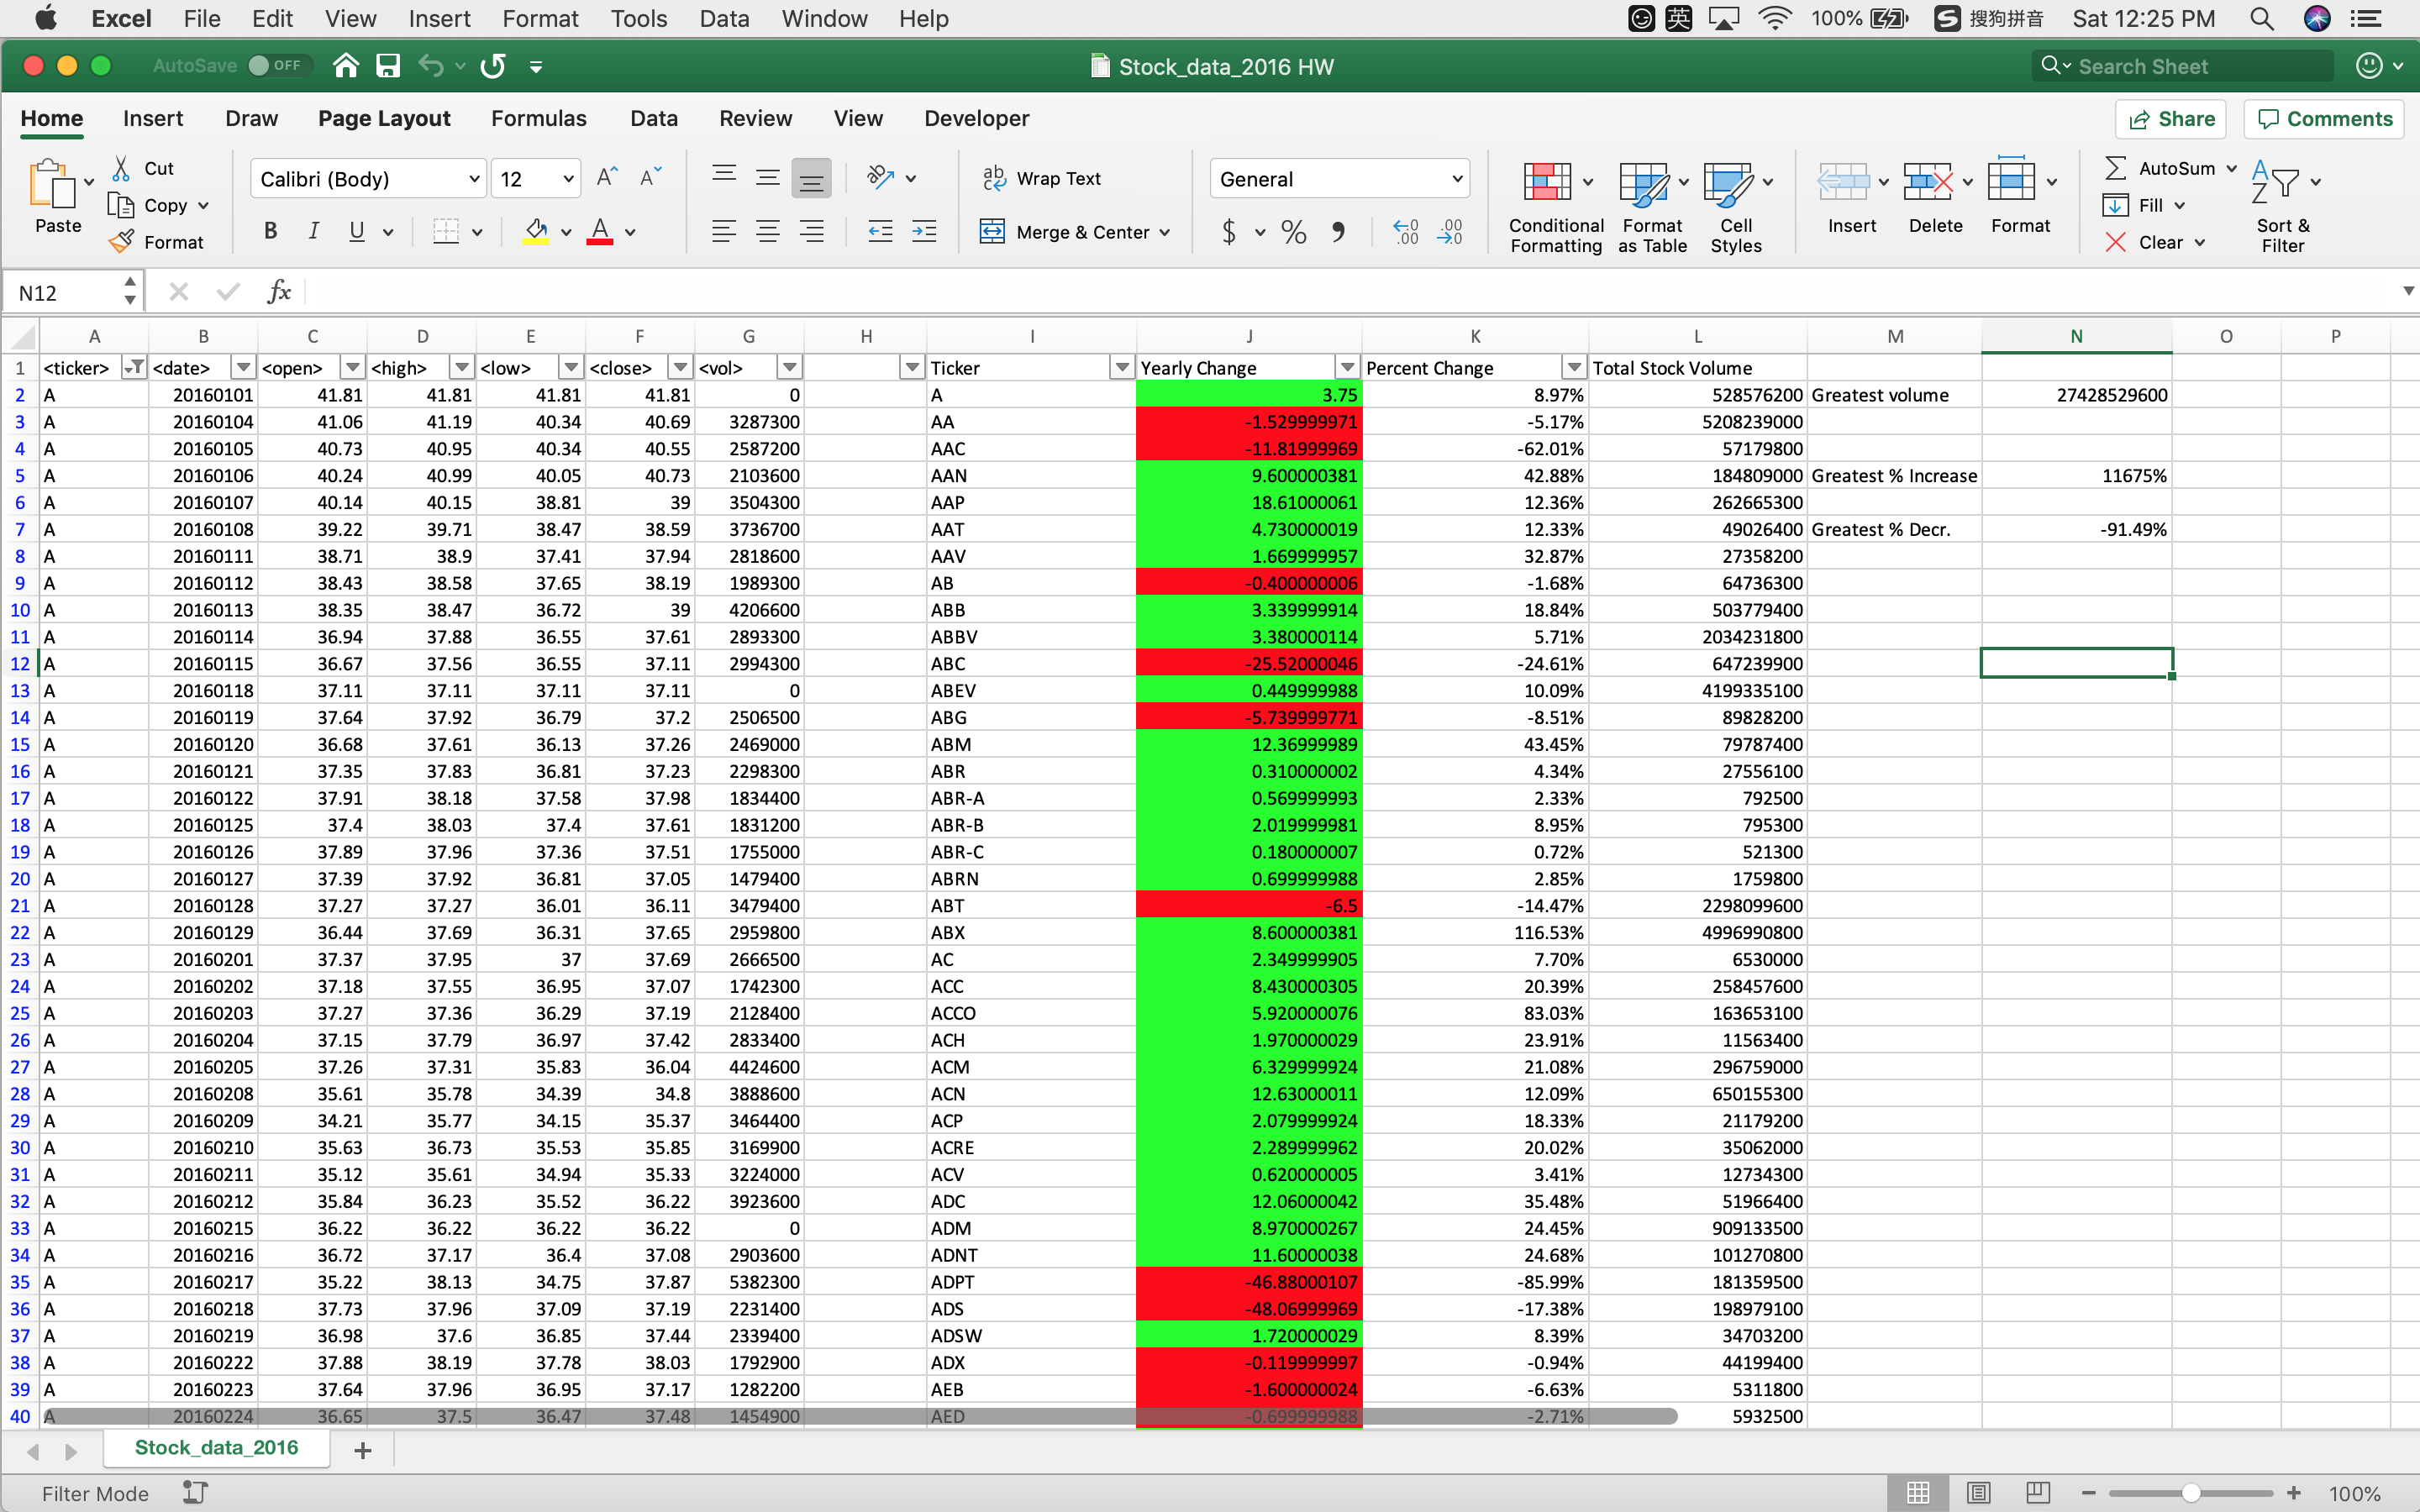 Excel File Edit View Insert Format Tools Data Window Help 英 100% S 搜狗拼音 Sat 12:25 PM
AutoSave OFF Stock_data_2016 HW Search Sheet
Home Insert Draw Page Layout Formulas Data Review View Developer Share Comments
Paste Cut Copy Format Calibri (Body) 12 Wrap Text Merge & Center General Conditional Formatting Format as Table Cell Styles Insert Delete Format AutoSum Fill Clear Sort & Filter
N12 fx
A B C D E F G H I J K L M N O P
1 <ticker> <date> <open> <high> <low> <close> <vol> Ticker Yearly Change Percent Change Total Stock Volume
2 A 20160101 41.81 41.81 41.81 41.81 0 A 3.75 8.97% 528576200 Greatest volume 27428529600
3 A 20160104 41.06 41.19 40.34 40.69 3287300 AA -1.529999971 -5.17% 5208239000
4 A 20160105 40.73 40.95 40.34 40.55 2587200 AAC -11.81999969 -62.01% 57179800
5 A 20160106 40.24 40.99 40.05 40.73 2103600 AAN 9.600000381 42.88% 184809000 Greatest % Increase 11675%
6 A 20160107 40.14 40.15 38.81 39 3504300 AAP 18.61000061 12.36% 262665300
7 A 20160108 39.22 39.71 38.47 38.59 3736700 AAT 4.730000019 12.33% 49026400 Greatest % Decr. -91.49%
8 A 20160111 38.71 38.9 37.41 37.94 2818600 AAV 1.669999957 32.87% 27358200
9 A 20160112 38.43 38.58 37.65 38.19 1989300 AB -0.400000006 -1.68% 64736300
10 A 20160113 38.35 38.47 36.72 39 4206600 ABB 3.339999914 18.84% 503779400
11 A 20160114 36.94 37.88 36.55 37.61 2893300 ABBV 3.380000114 5.71% 2034231800
12 A 20160115 36.67 37.56 36.55 37.11 2994300 ABC -25.52000046 -24.61% 647239900
13 A 20160118 37.11 37.11 37.11 37.11 0 ABEV 0.449999988 10.09% 4199335100
14 A 20160119 37.64 37.92 36.79 37.2 2506500 ABG -5.739999771 -8.51% 89828200
15 A 20160120 36.68 37.61 36.13 37.26 2469000 ABM 12.36999989 43.45% 79787400
16 A 20160121 37.35 37.83 36.81 37.23 2298300 ABR 0.310000002 4.34% 27556100
17 A 20160122 37.91 38.18 37.58 37.98 1834400 ABR-A 0.569999993 2.33% 792500
18 A 20160125 37.4 38.03 37.4 37.61 1831200 ABR-B 2.019999981 8.95% 795300
19 A 20160126 37.89 37.96 37.36 37.51 1755000 ABR-C 0.180000007 0.72% 521300
20 A 20160127 37.39 37.92 36.81 37.05 1479400 ABRN 0.699999988 2.85% 1759800
21 A 20160128 37.27 37.27 36.01 36.11 3479400 ABT -6.5 -14.47% 2298099600
22 A 20160129 36.44 37.69 36.31 37.65 2959800 ABX 8.600000381 116.53% 4996990800
23 A 20160201 37.37 37.95 37 37.69 2666500 AC 2.349999905 7.70% 6530000
24 A 20160202 37.18 37.55 36.95 37.07 1742300 ACC 8.430000305 20.39% 258457600
25 A 20160203 37.27 37.36 36.29 37.19 2128400 ACCO 5.920000076 83.03% 163653100
26 A 20160204 37.15 37.79 36.97 37.42 2833400 ACH 1.970000029 23.91% 11563400
27 A 20160205 37.26 37.31 35.83 36.04 4424600 ACM 6.329999924 21.08% 296759000
28 A 20160208 35.61 35.78 34.39 34.8 3888600 ACN 12.63000011 12.09% 650155300
29 A 20160209 34.21 35.77 34.15 35.37 3464400 ACP 2.079999924 18.33% 21179200
30 A 20160210 35.63 36.73 35.53 35.85 3169900 ACRE 2.289999962 20.02% 35062000
31 A 20160211 35.12 35.61 34.94 35.33 3224000 ACV 0.620000005 3.41% 12734300
32 A 20160212 35.84 36.23 35.52 36.22 3923600 ADC 12.06000042 35.48% 51966400
33 A 20160215 36.22 36.22 36.22 36.22 0 ADM 8.970000267 24.45% 909133500
34 A 20160216 36.72 37.17 36.4 37.08 2903600 ADNT 11.60000038 24.68% 101270800
35 A 20160217 35.22 38.13 34.75 37.87 5382300 ADPT -46.88000107 -85.99% 181359500
36 A 20160218 37.73 37.96 37.09 37.19 2231400 ADS -48.06999969 -17.38% 198979100
37 A 20160219 36.98 37.6 36.85 37.44 2339400 ADSW 1.720000029 8.39% 34703200
38 A 20160222 37.88 38.19 37.78 38.03 1792900 ADX -0.119999997 -0.94% 44199400
39 A 20160223 37.64 37.96 36.95 37.17 1282200 AEB -1.600000024 -6.63% 5311800
40 A 20160224 36.65 37.5 36.47 37.48 1454900 AED -0.699999988 -2.71% 5932500
Stock_data_2016 +
Filter Mode 100%